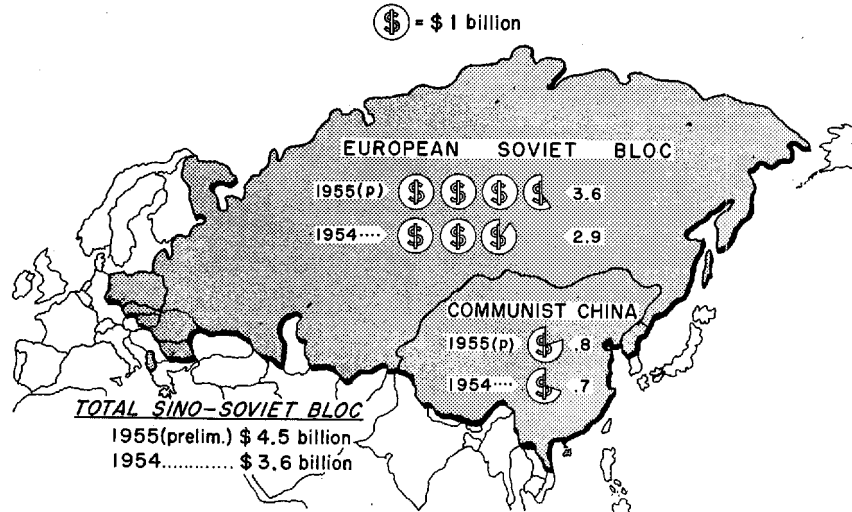 $ = $ 1 billion
EUROPEAN SOVIET BLOC
1955(p) $ $ $ $ 3.6
1954.... $ $ $ 2.9
COMMUNIST CHINA
1955(p) $ .8
1954.... $ .7
TOTAL SINO-SOVIET BLOC
1955(prelim.) $ 4.5 billion
1954............. $ 3.6 billion